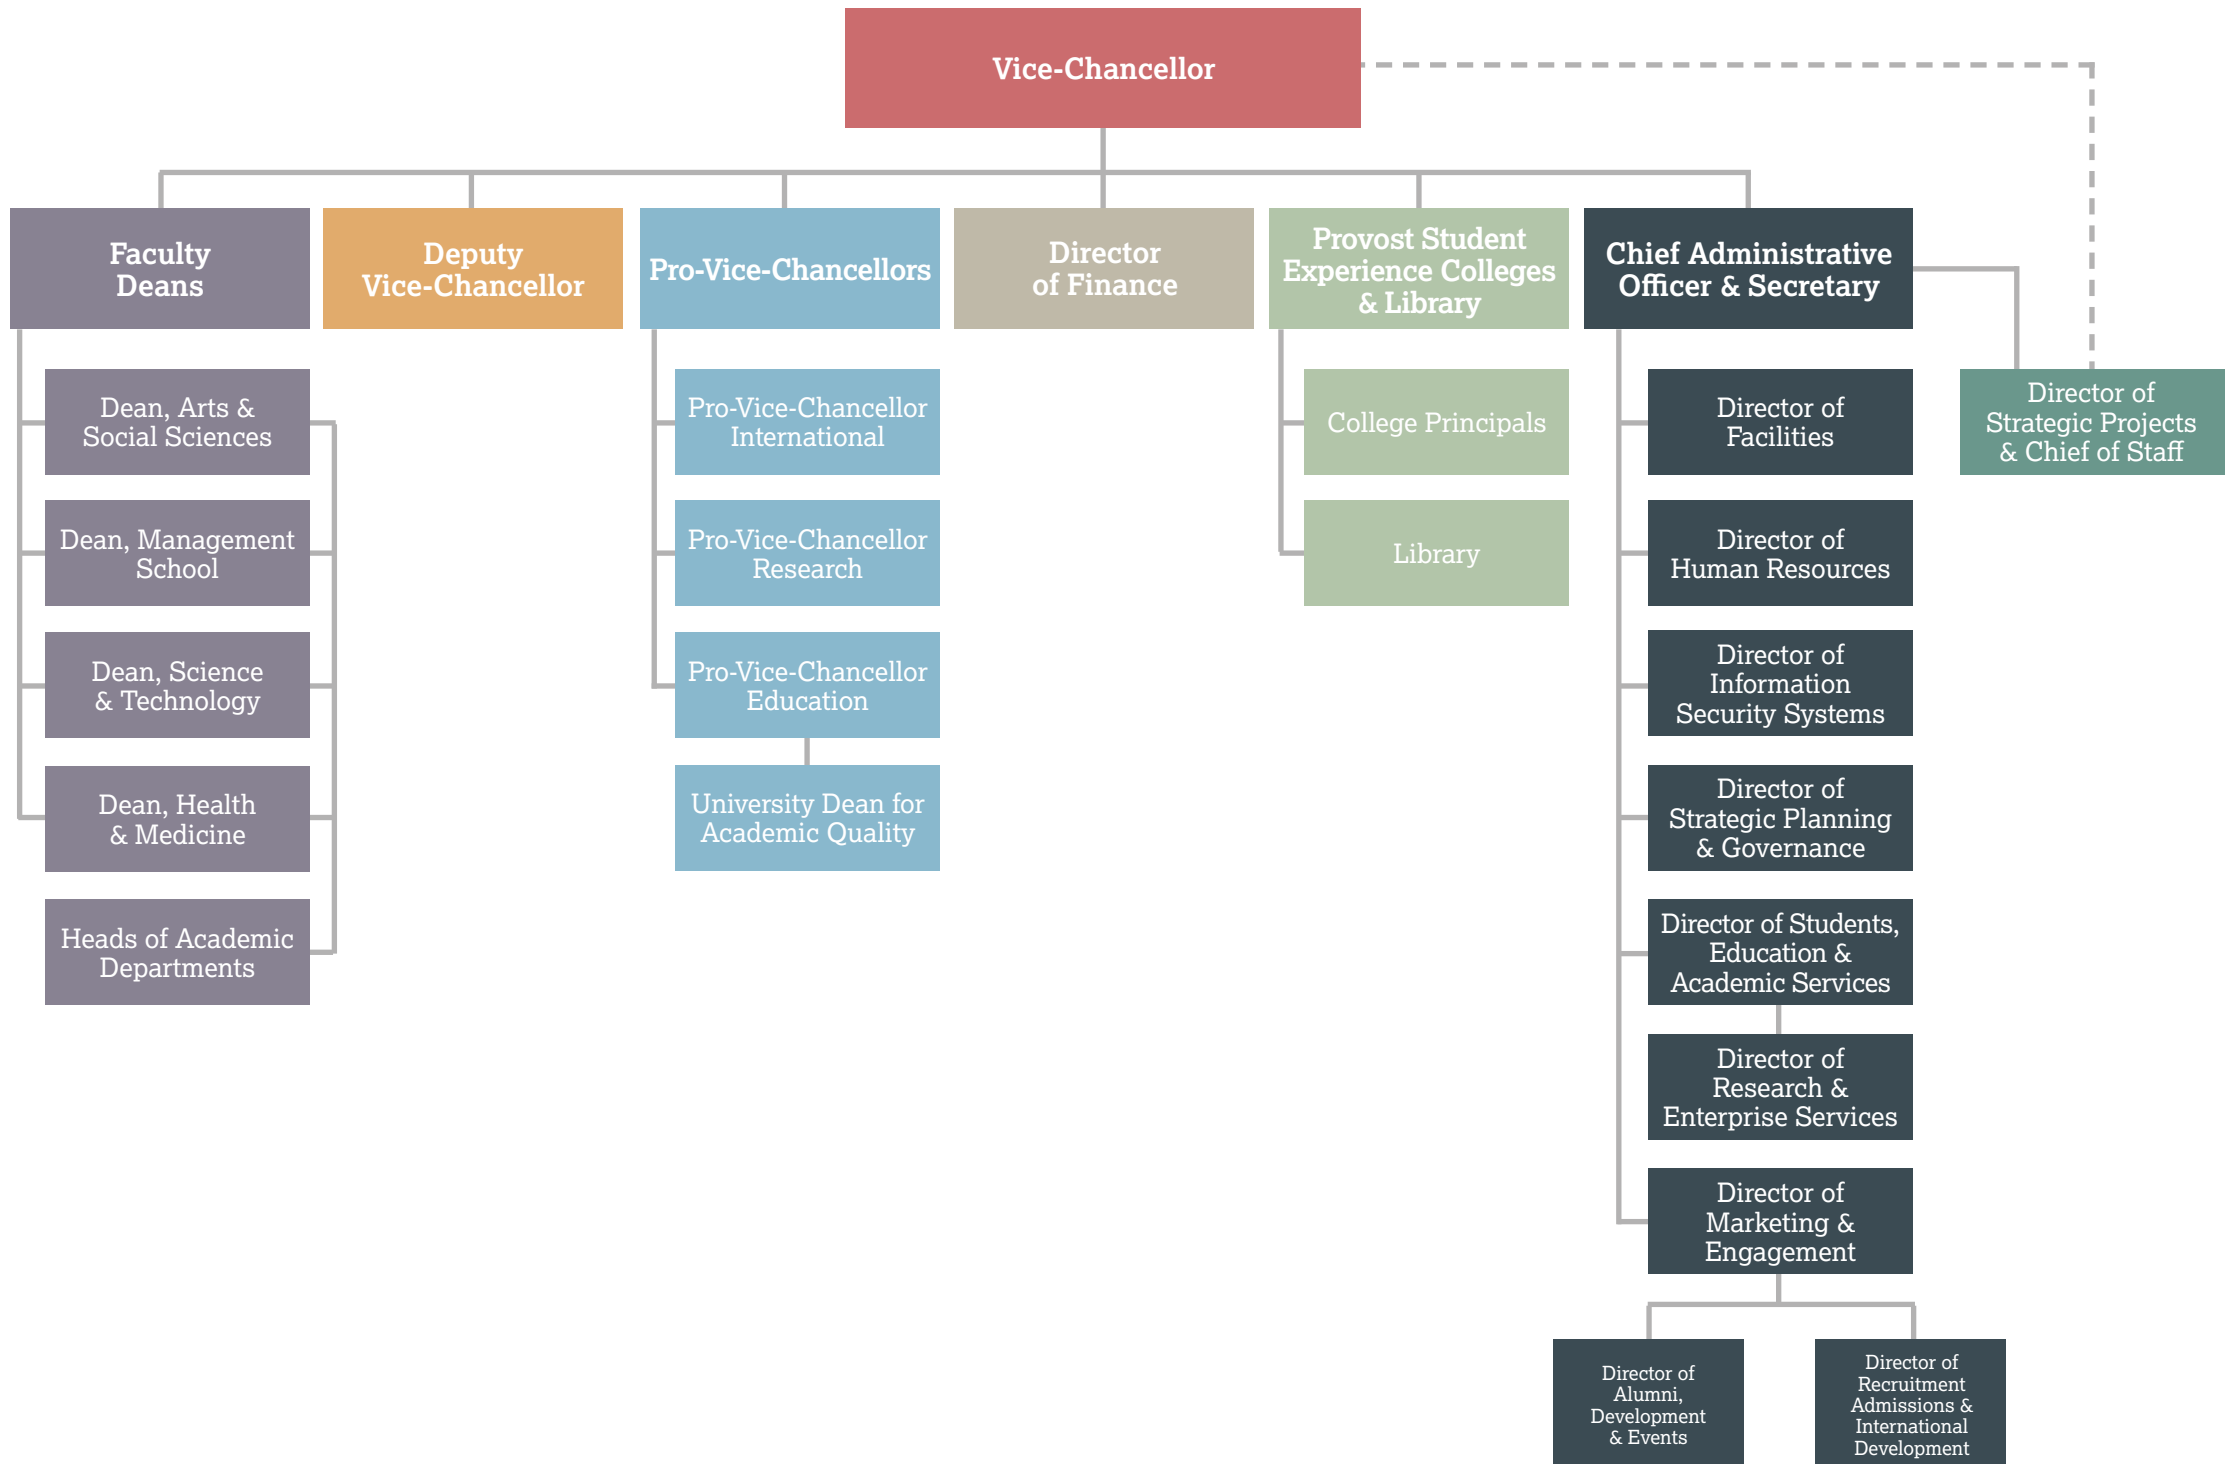 Vice-Chancellor
Faculty
Deans
Deputy
Vice-Chancellor
Pro-Vice-Chancellors
Director
of Finance
Provost Student
Experience Colleges
& Library
Chief Administrative
Officer & Secretary
Dean, Arts &
Social Sciences
Dean, Management
School
Dean, Science
& Technology
Dean, Health
& Medicine
Heads of Academic
Departments
Pro-Vice-Chancellor
International
Pro-Vice-Chancellor
Research
Pro-Vice-Chancellor
Education
University Dean for
Academic Quality
College Principals
Library
Director of
Facilities
Director of
Human Resources
Director of
Information
Security Systems
Director of
Strategic Planning
& Governance
Director of Students,
Education &
Academic Services
Director of
Research &
Enterprise Services
Director of
Marketing &
Engagement
Director of
Alumni,
Development
& Events
Director of
Recruitment
Admissions &
International
Development
Director of
Strategic Projects
& Chief of Staff